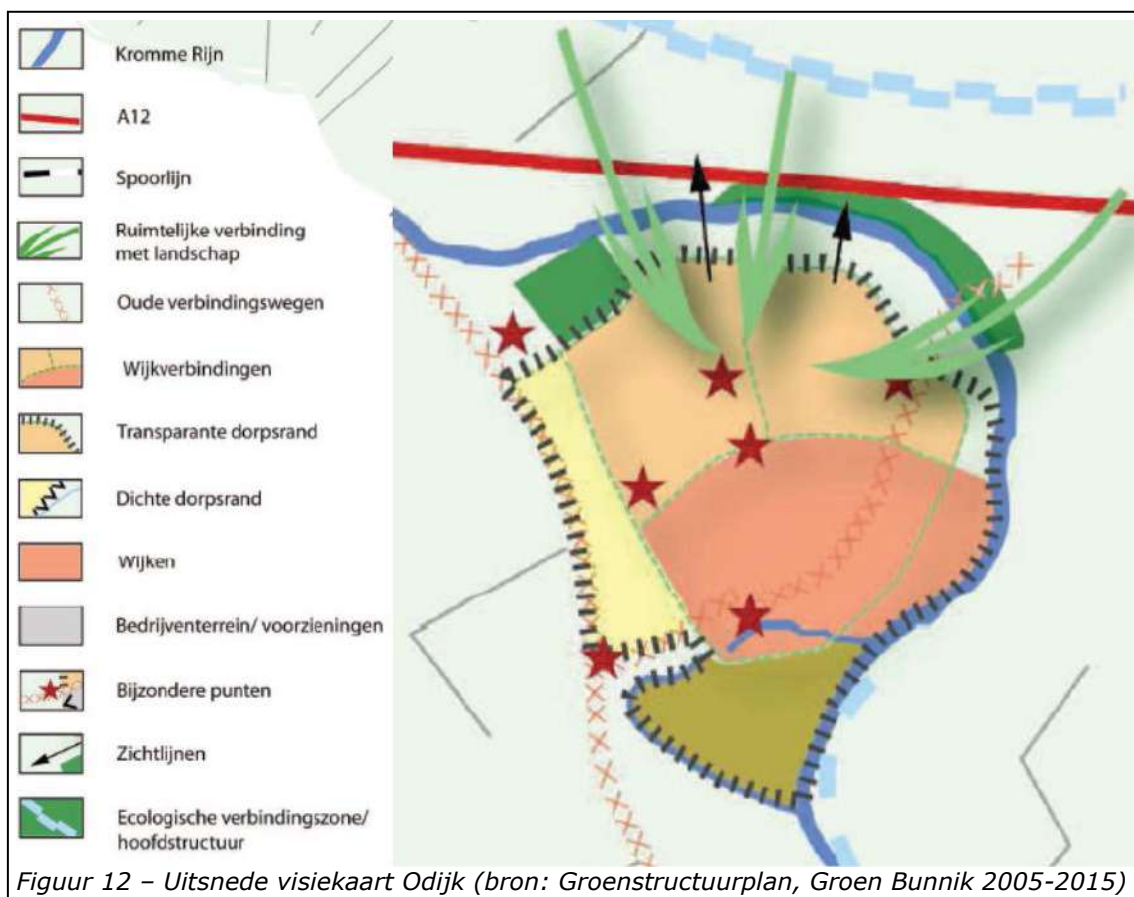 Kromme Rijn
A12
Spoorlijn
Ruimtelijke verbinding
met landschap
Oude verbindingswegen
Wijkverbindingen
Transparante dorpsrand
Dichte dorpsrand
Wijken
Bedrijventerrein/ voorzieningen
Bijzondere punten
Zichtlijnen
Ecologische verbindingszone/
hoofdstructuur
Figuur 12 – Uitsnede visiekaart Odijk (bron: Groenstructuurplan, Groen Bunnik 2005-2015)